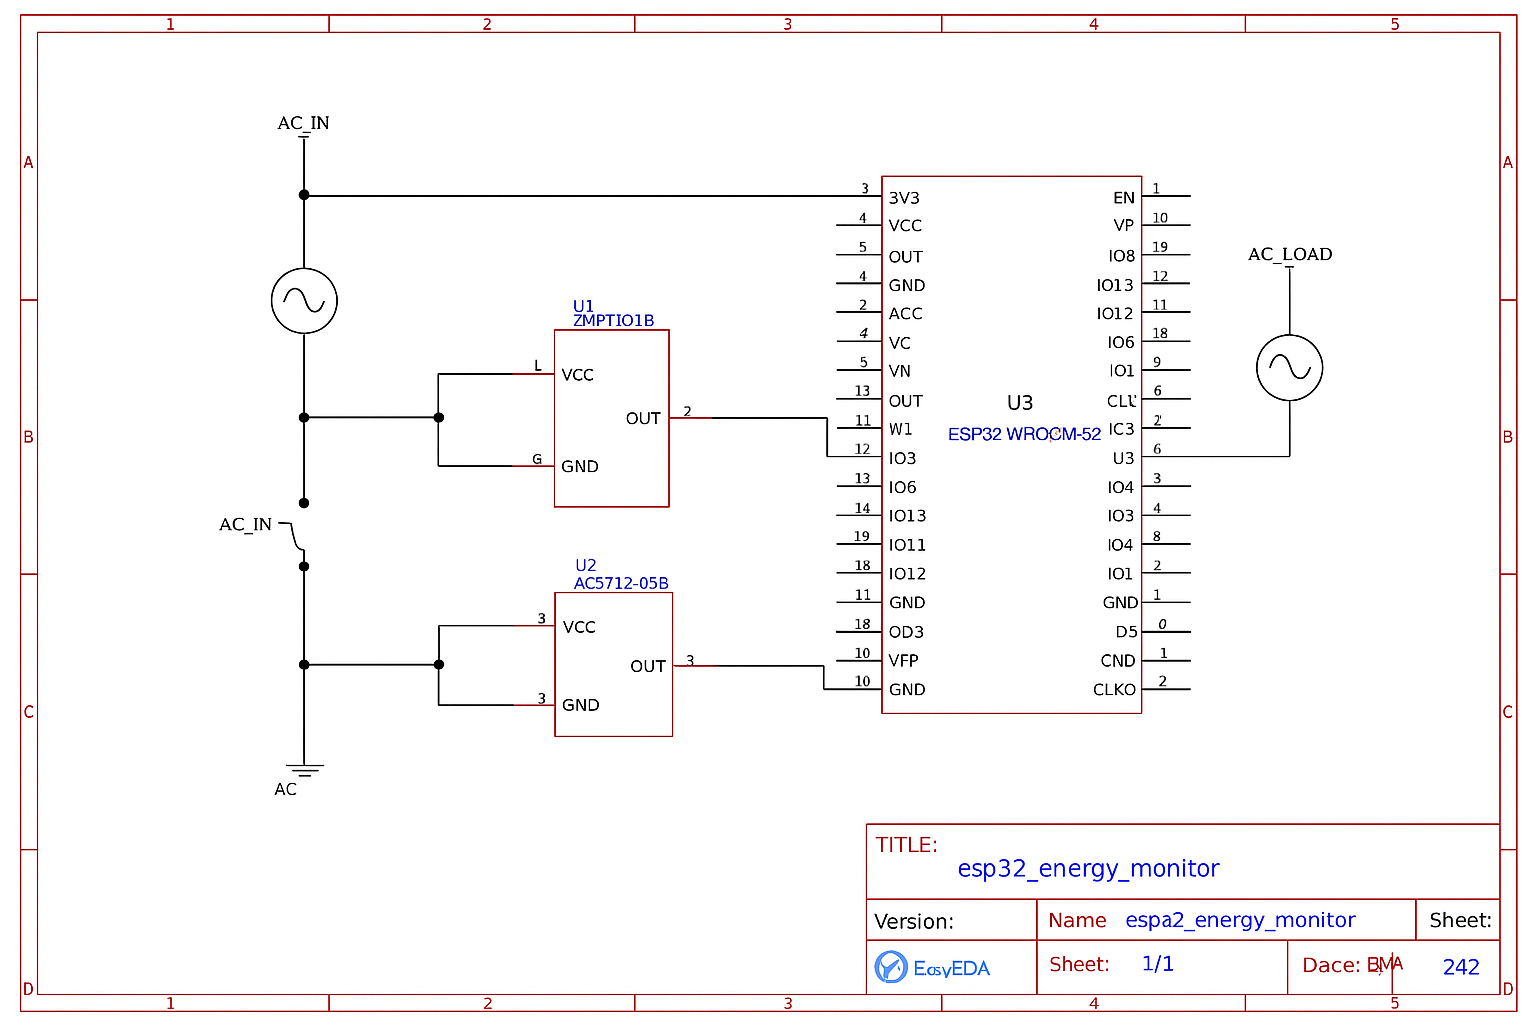 1 2 3 4 5
A A
B B
C C
D D
AC_IN
AC_IN
AC
U1
ZMPTIO1B
L VCC
G GND
OUT 2
U2
AC5712-05B
3 VCC
3 GND
OUT 3
3 3V3
4 VCC
5 OUT
4 GND
2 ACC
4 VC
5 VN
13 OUT
11 W1
12 IO3
13 IO6
14 IO13
19 IO11
18 IO12
11 GND
18 OD3
10 VFP
10 GND
U3
ESP32 WROCM-52
EN 1
VP 10
IO8 19
IO13 12
IO12 11
IO6 18
IO1 9
6
IC3 2
U3 6
IO4 3
IO3 4
IO4 8
IO1 2
GND 1
D5 0
CND 1
CLKO 2
AC_LOAD
TITLE:
esp32_energy_monitor
Version:
Name espa2_energy_monitor
Sheet:
EasyEDA
Sheet: 1/1
Dace: 242
1 2 3 4 5